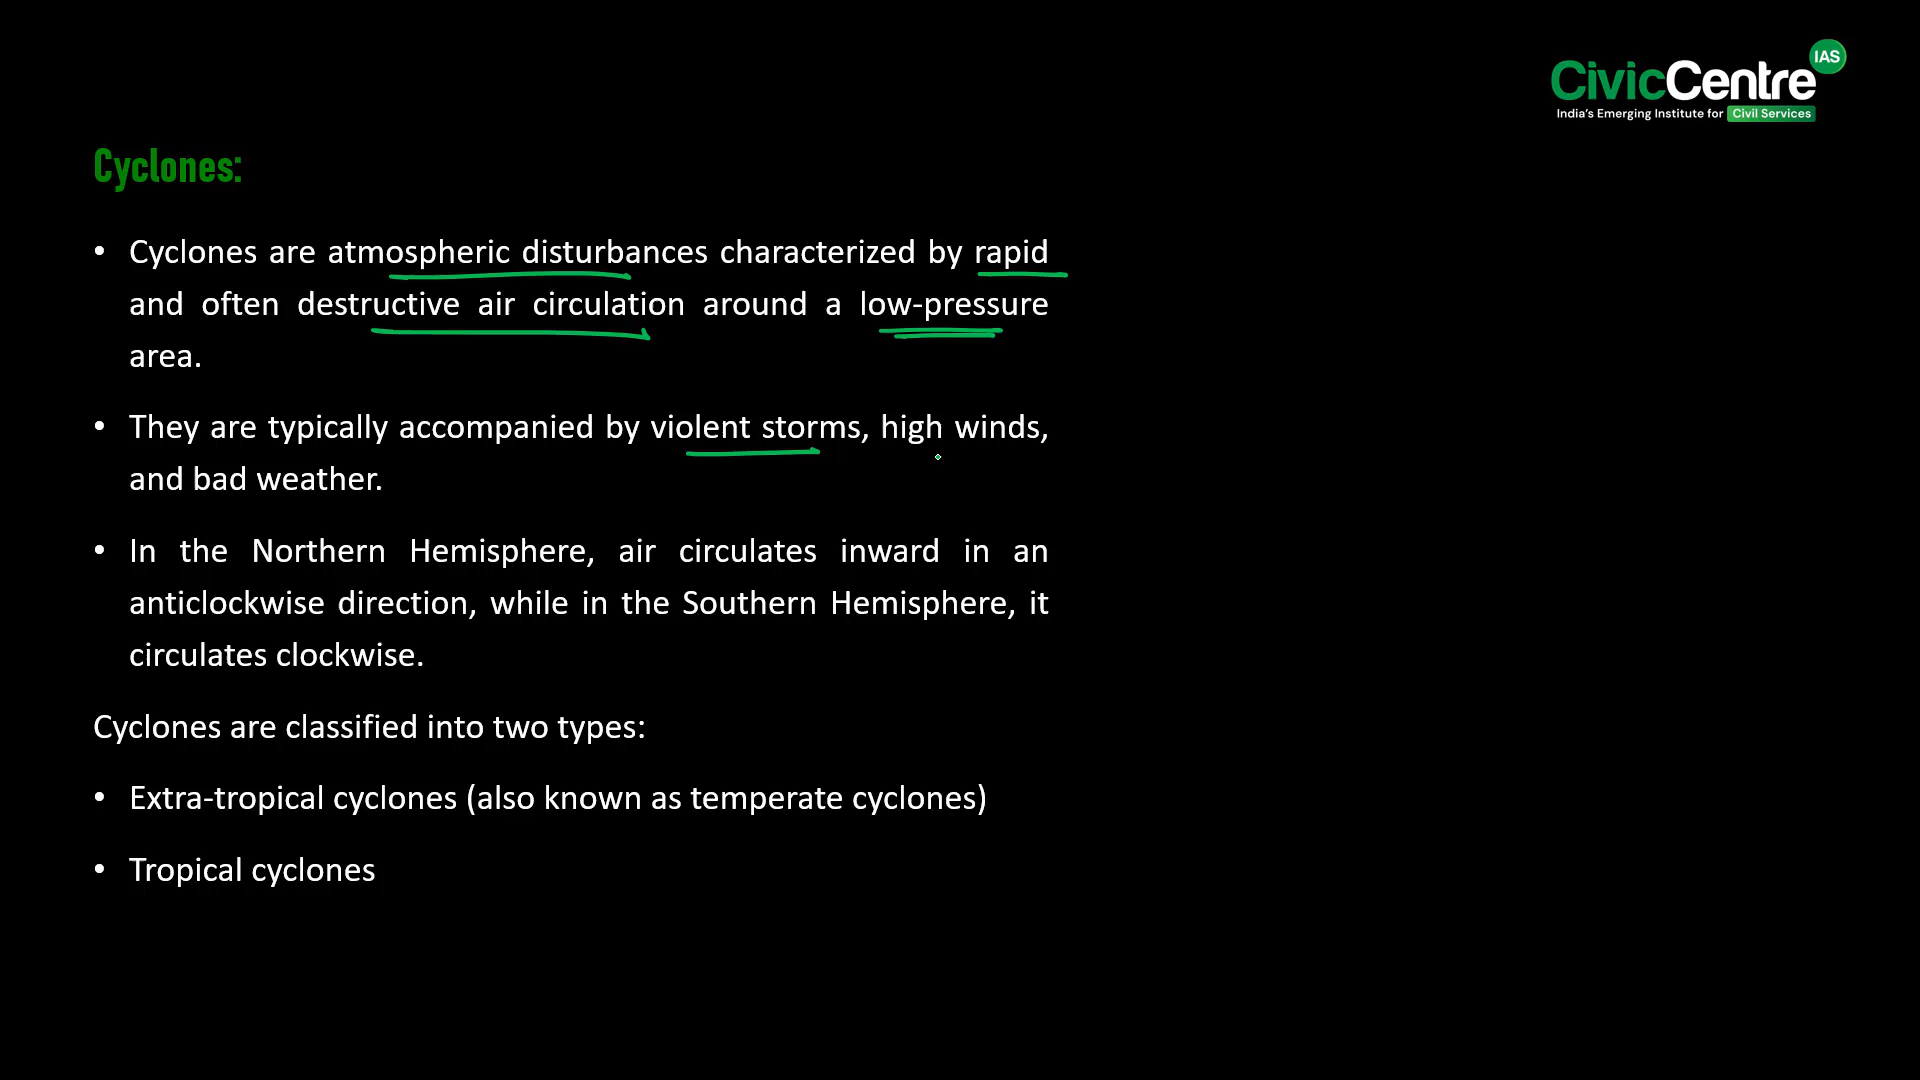 IAS
CivicCentre
India's Emerging Institute for Civil Services
Cyclones:
• Cyclones are atmospheric disturbances characterized by rapid
and often destructive air circulation around a low-pressure
area.
• They are typically accompanied by violent storms, high winds,
and bad weather.
• In the Northern Hemisphere, air circulates inward in an
anticlockwise direction, while in the Southern Hemisphere, it
circulates clockwise.
Cyclones are classified into two types:
• Extra-tropical cyclones (also known as temperate cyclones)
• Tropical cyclones